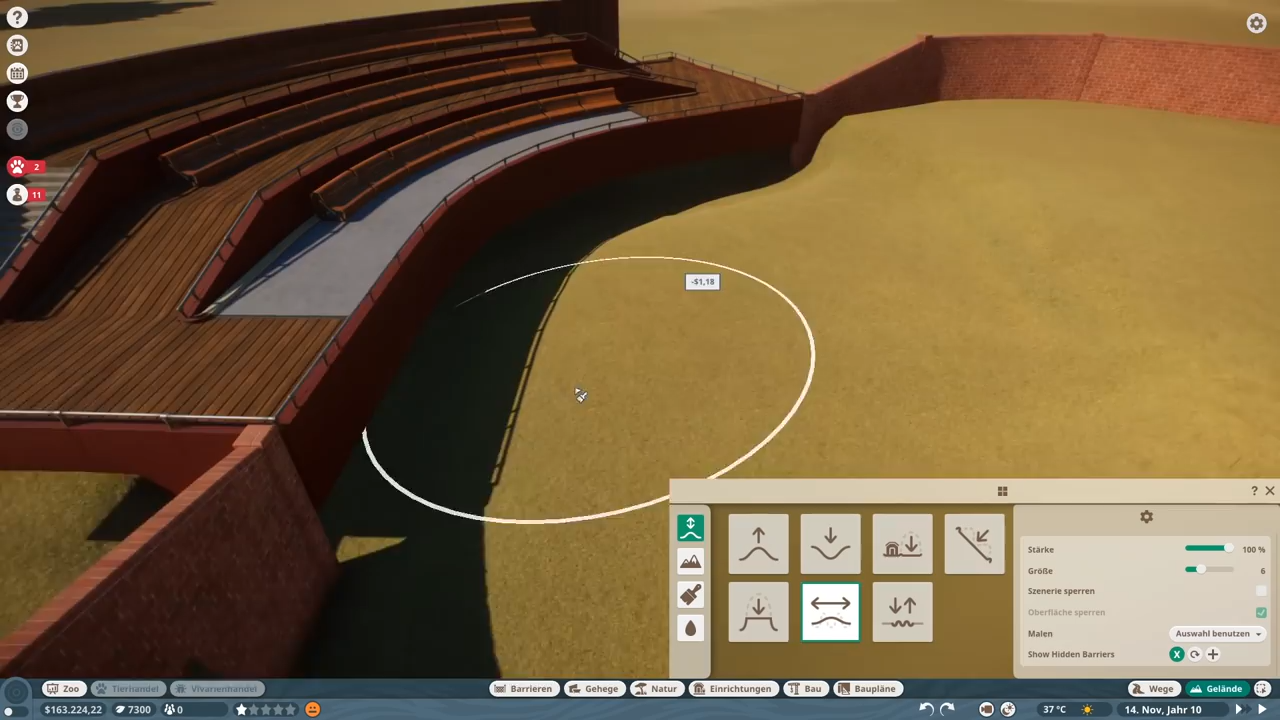 ?
2
11
-$1,18
?
Stärke 100 %
Größe 6
Szenerie sperren
Oberfläche sperren
Malen Auswahl benutzen
Show Hidden Barriers X
Zoo Tierhandel Vivarienhandel Barrieren Gehege Natur Einrichtungen Bau Baupläne Wege Gelände
$163.224,22 7300 0 37 °C 14. Nov, Jahr 10